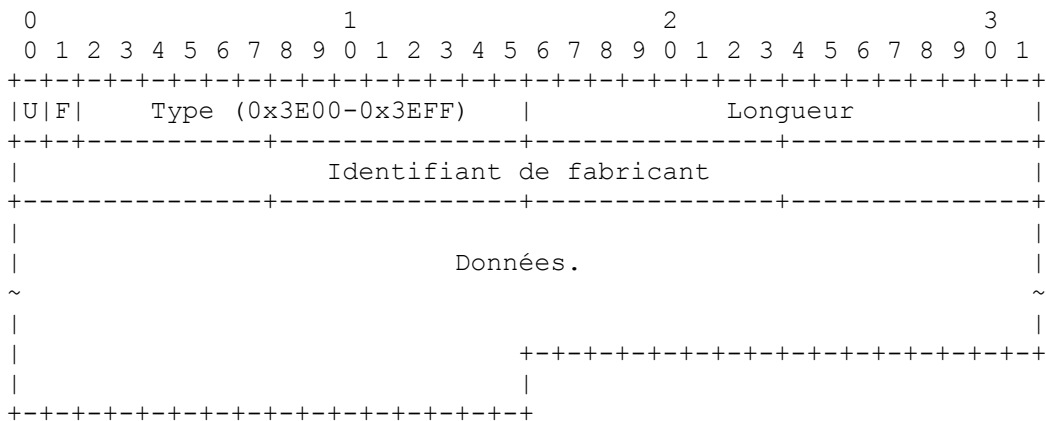 0                   1                   2                   3
 0 1 2 3 4 5 6 7 8 9 0 1 2 3 4 5 6 7 8 9 0 1 2 3 4 5 6 7 8 9 0 1
+-+-+-+-+-+-+-+-+-+-+-+-+-+-+-+-+-+-+-+-+-+-+-+-+-+-+-+-+-+-+-+-+
|U|F|    Type (0x3E00-0x3EFF)   |            Longueur           |
+-+-+-----------+---------------+---------------+---------------+
|                   Identifiant de fabricant                    |
+---------------+---------------+---------------+---------------+
|                                                               |
|                           Données.                            |
~                                                               ~
|                                                               |
|                               +-+-+-+-+-+-+-+-+-+-+-+-+-+-+-+-+
|                               |
+-+-+-+-+-+-+-+-+-+-+-+-+-+-+-+-+